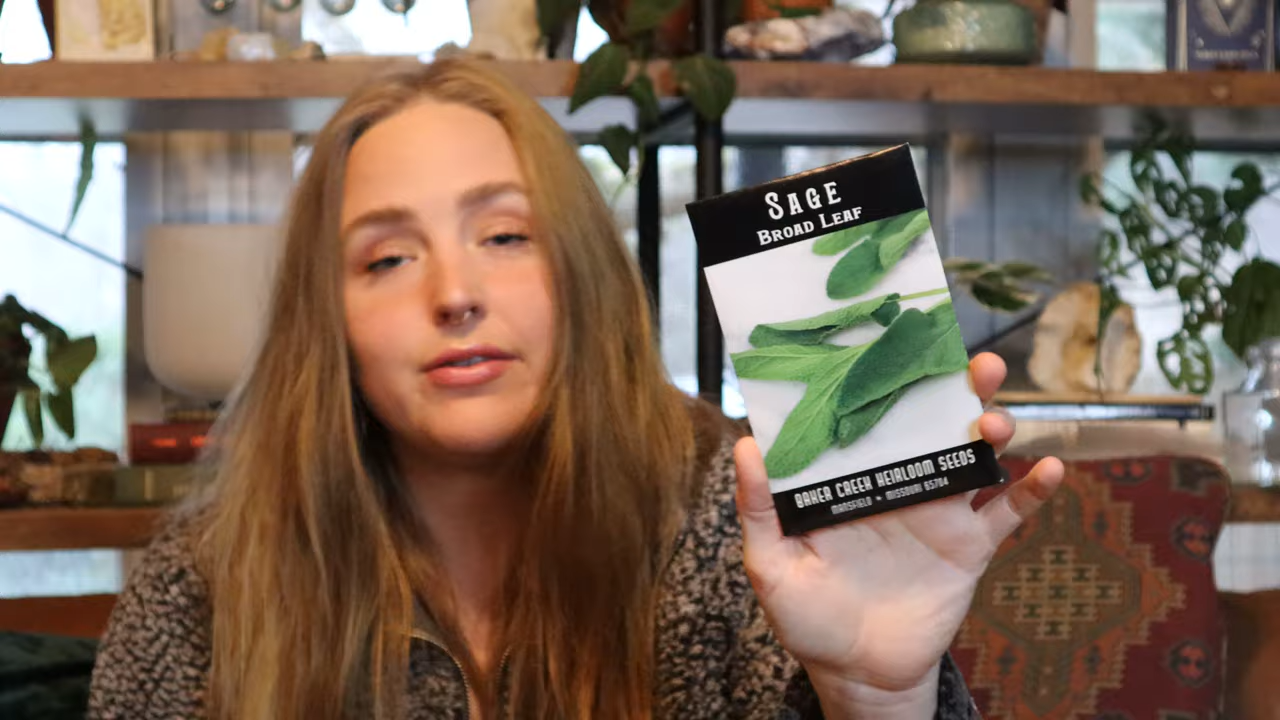 SAGE
BROAD LEAF
BAKER CREEK HEIRLOOM SEEDS
MANSFIELD ~ MISSOURI 65704